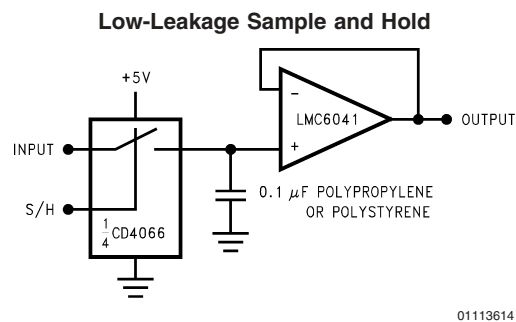 Low-Leakage Sample and Hold
+5V
INPUT
S/H
1/4 CD4066
−
LMC6041
+
OUTPUT
0.1 μF POLYPROPYLENE
OR POLYSTYRENE
01113614